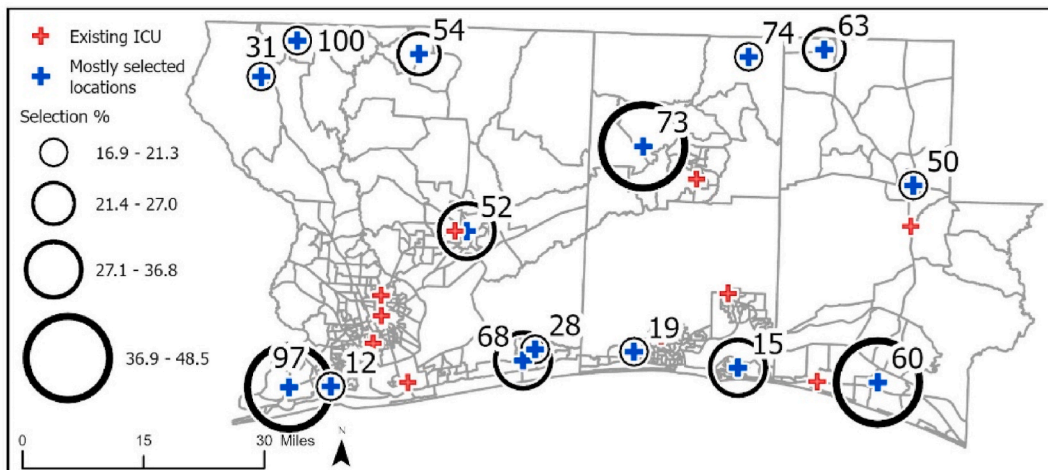 Existing ICU
Mostly selected
locations
Selection %
16.9 - 21.3
21.4 - 27.0
27.1 - 36.8
36.9 - 48.5
0 15 30 Miles
N
31
100
54
74
63
73
50
52
68
28
19
15
60
97
12